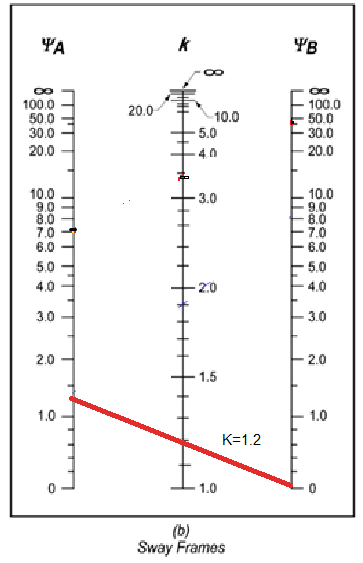 ΨA k ΨB
∞ ∞ ∞
100.0 20.0 10.0 100.0
50.0 50.0
30.0 5.0 30.0
20.0 4.0 20.0
10.0 3.0 10.0
9.0 9.0
8.0 8.0
7.0 7.0
6.0 6.0
5.0 5.0
4.0 2.0 4.0
3.0 3.0
2.0 1.5 2.0
1.0 1.0
K=1.2
0 1.0 0
(b)
Sway Frames